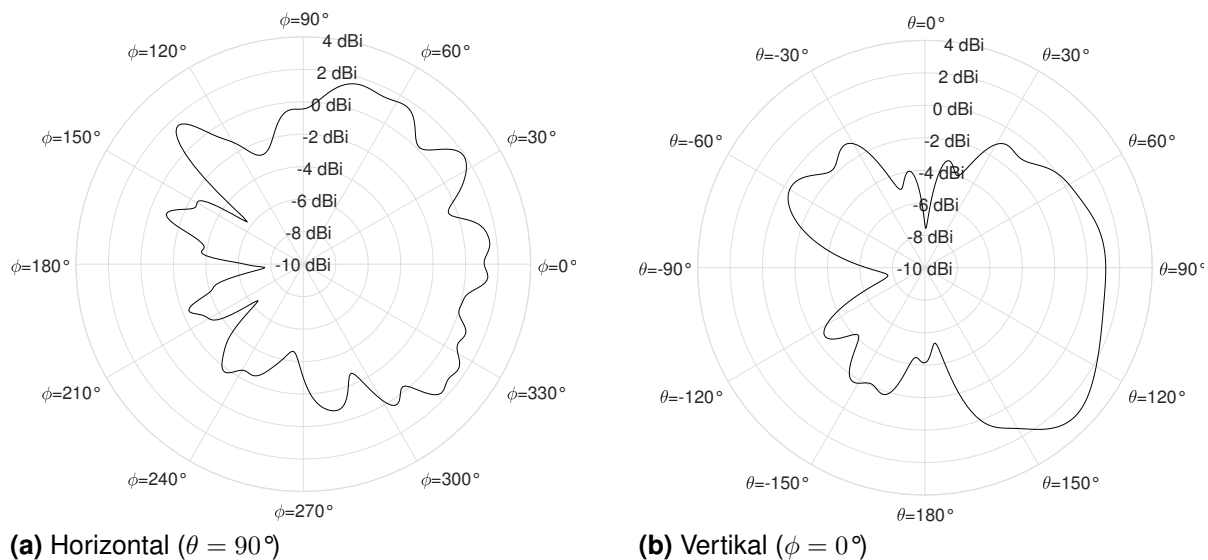 ϕ=90°
4 dBi
ϕ=120°
ϕ=60°
2 dBi
0 dBi
ϕ=150°
ϕ=30°
-2 dBi
-4 dBi
-6 dBi
-8 dBi
ϕ=180°
-10 dBi
ϕ=0°
ϕ=210°
ϕ=330°
ϕ=240°
ϕ=300°
ϕ=270°
(a) Horizontal (θ = 90°)
θ=0°
4 dBi
θ=-30°
θ=30°
2 dBi
0 dBi
θ=-60°
θ=60°
-2 dBi
-4 dBi
-6 dBi
-8 dBi
θ=-90°
-10 dBi
θ=90°
θ=-120°
θ=120°
θ=-150°
θ=150°
θ=180°
(b) Vertikal (ϕ = 0°)